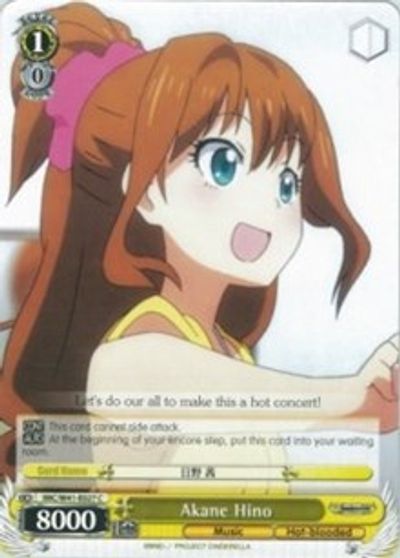 1
0
Let's do our all to make this a hot concert!
CONT This card cannot side attack.
AUTO At the beginning of your encore step, put this card into your waiting room.
Card Name
日野 茜
8000
Akane Hino
Music
Hot-blooded